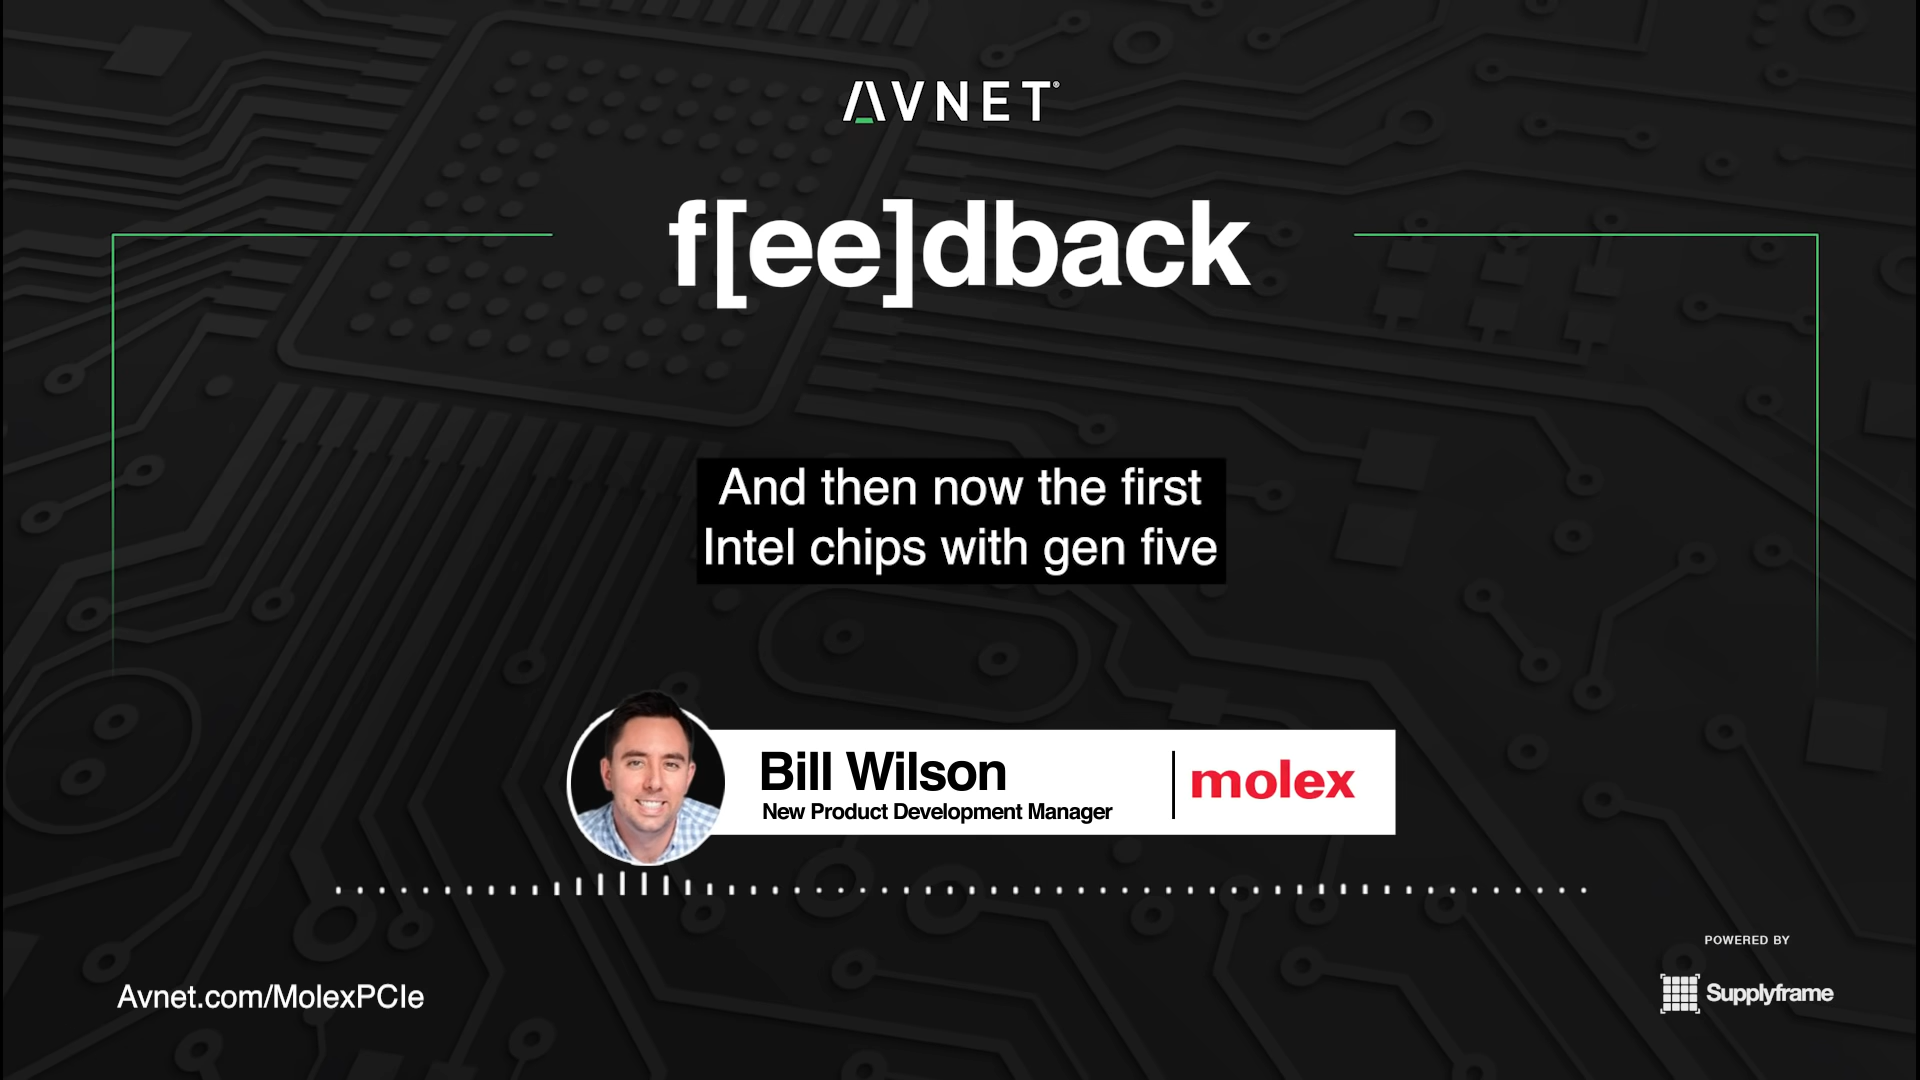 AVNET®
f[ee]dback
And then now the first
Intel chips with gen five
Bill Wilson
New Product Development Manager
molex
POWERED BY
Supplyframe
Avnet.com/MolexPCIe